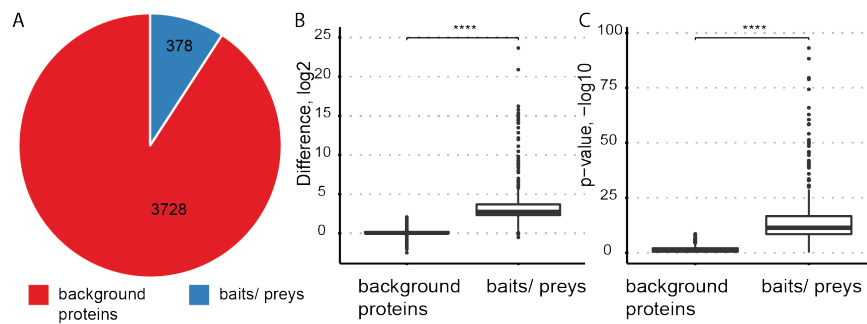 A
378
3728
background
proteins
baits/ preys
B
****
Difference, log2
25
20
15
10
5
0
background
proteins
baits/ preys
C
****
p−value, −log10
100
75
50
25
0
background
proteins
baits/ preys